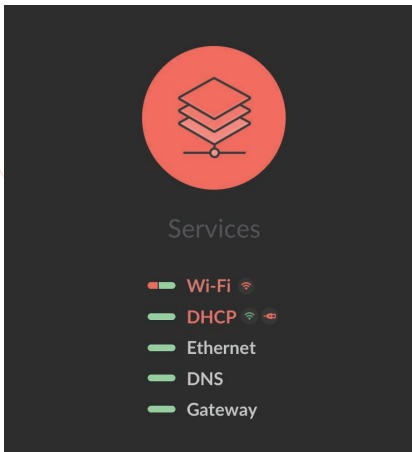 Services
Wi-Fi
DHCP
Ethernet
DNS
Gateway